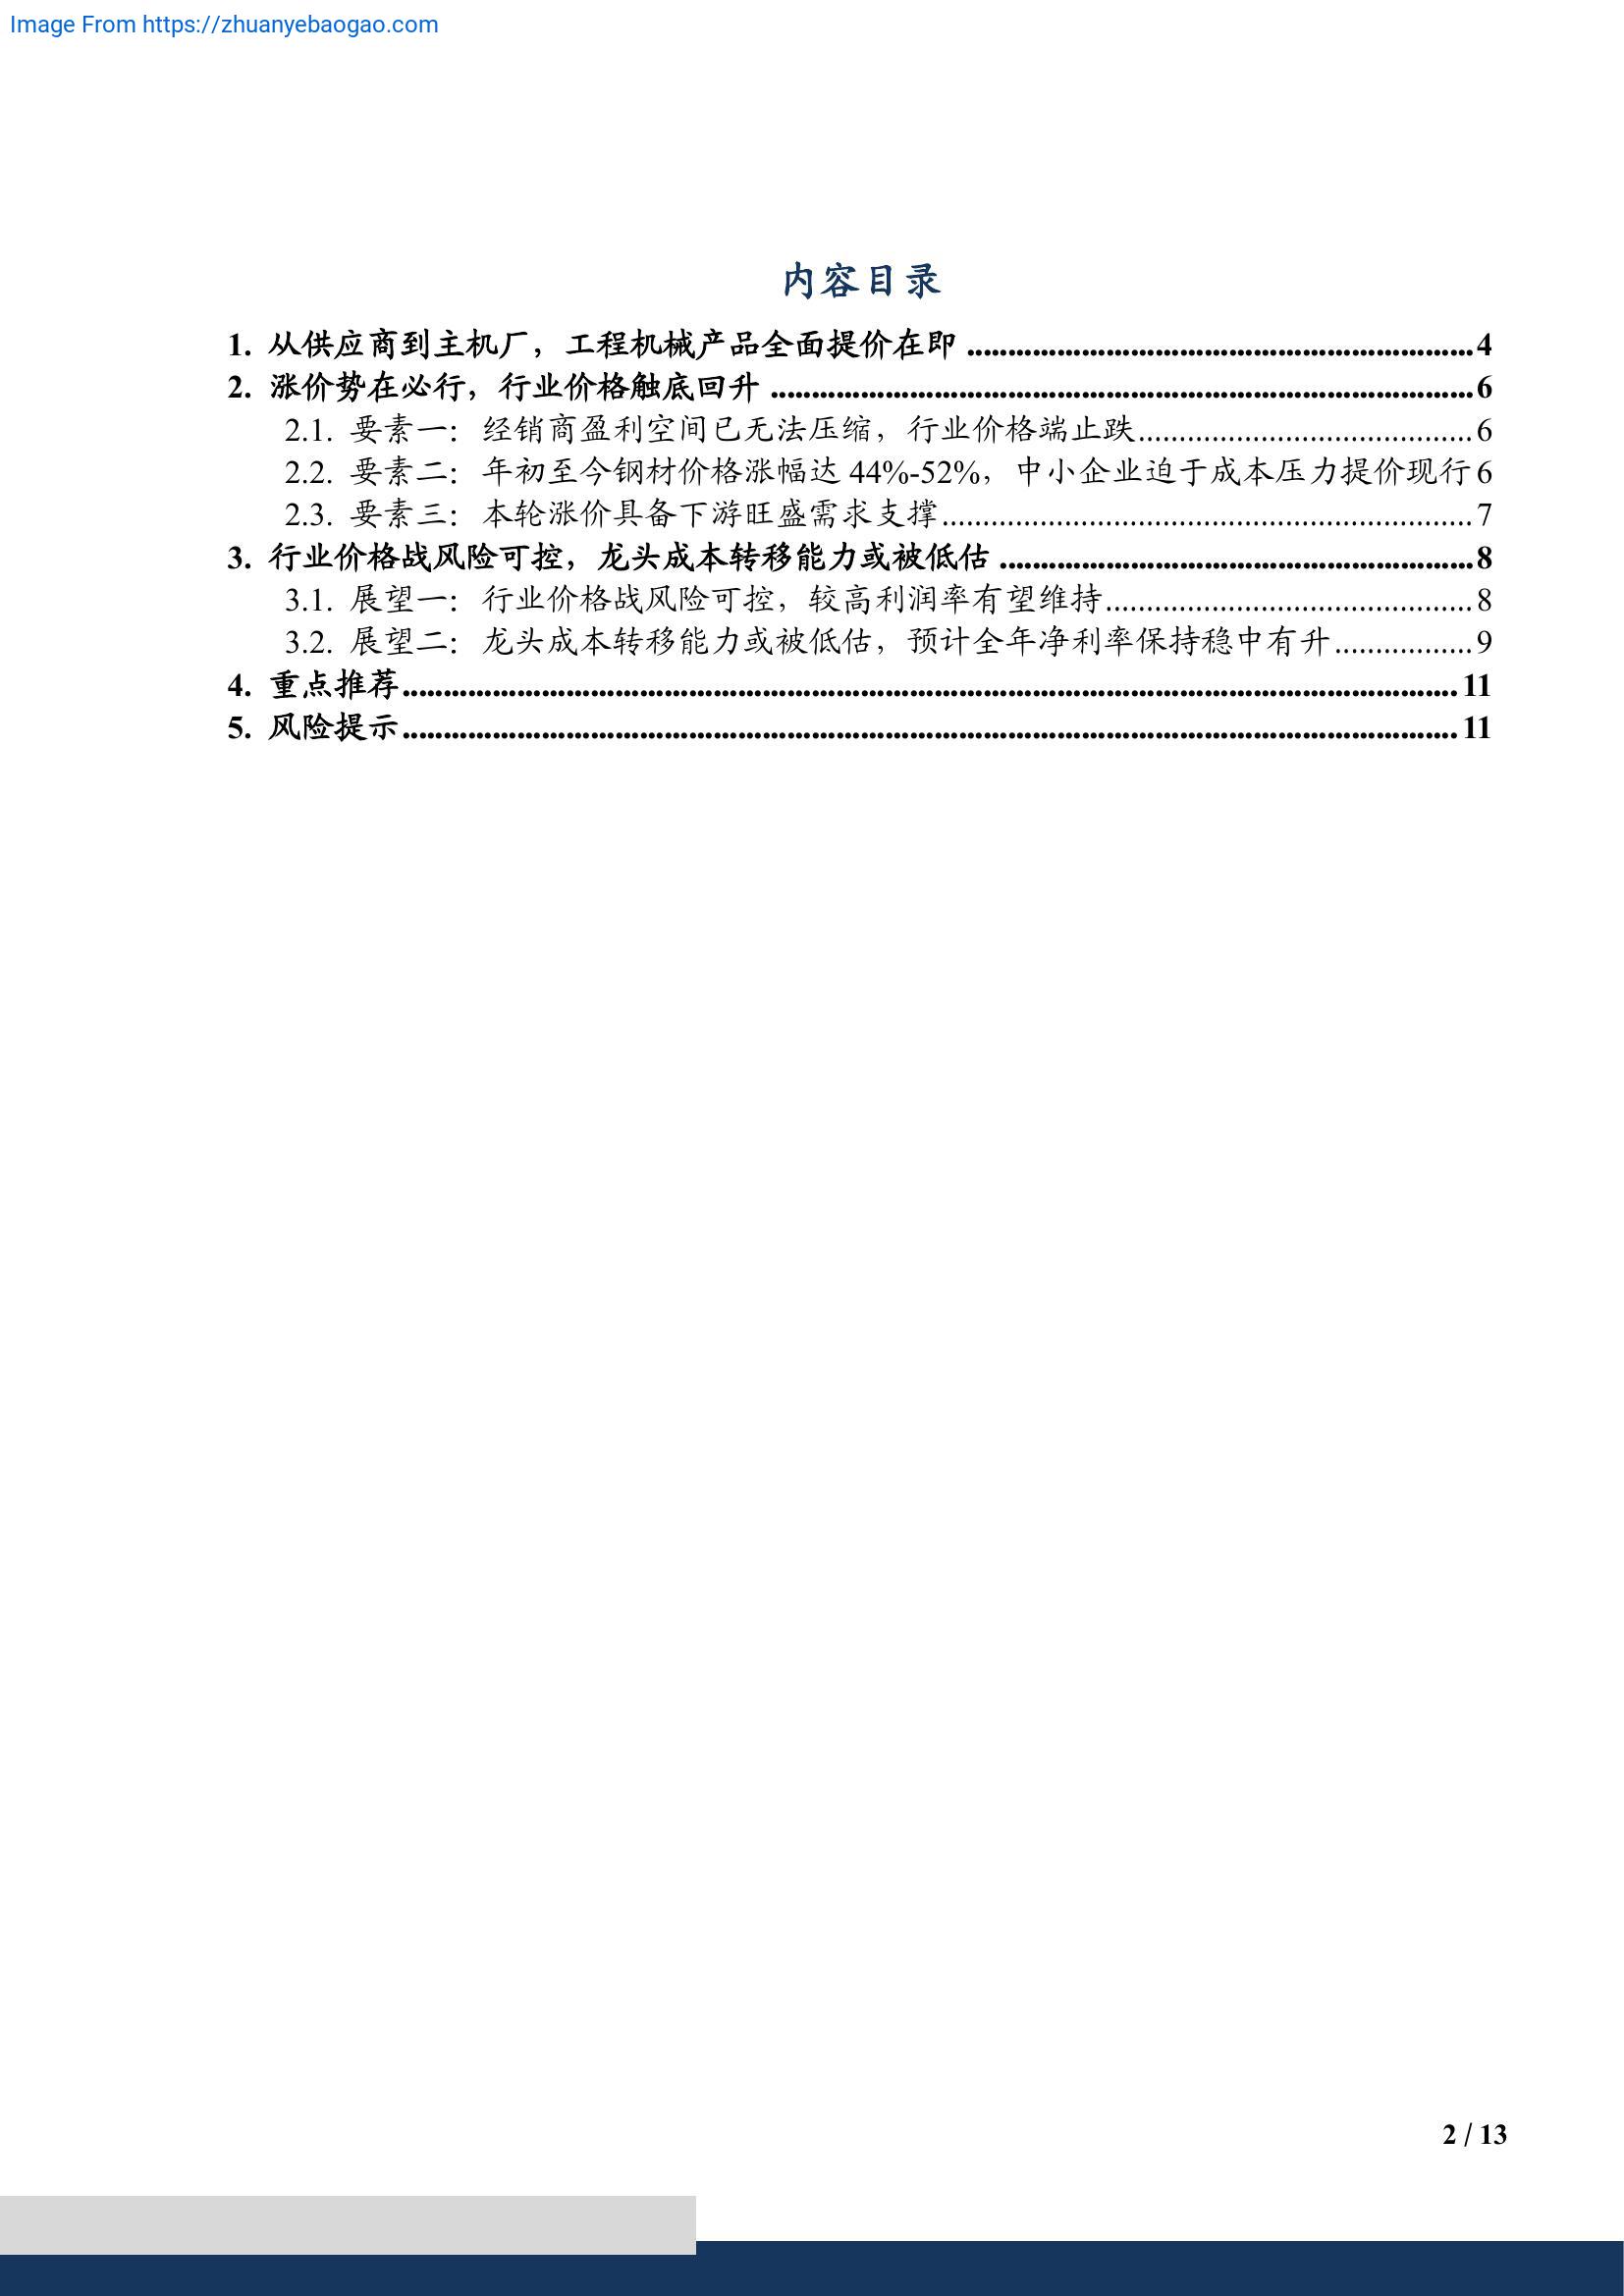 Image From https://zhuanyebaogao.com
内容目录
1. 从供应商到主机厂，工程机械产品全面提价在即 ..............................................................4
2. 涨价势在必行，行业价格触底回升 ......................................................................................6
2.1. 要素一：经销商盈利空间已无法压缩，行业价格端止跌.........................................6
2.2. 要素二：年初至今钢材价格涨幅达 44%-52%，中小企业迫于成本压力提价现行6
2.3. 要素三：本轮涨价具备下游旺盛需求支撑.................................................................7
3. 行业价格战风险可控，龙头成本转移能力或被低估 ..........................................................8
3.1. 展望一：行业价格战风险可控，较高利润率有望维持.............................................8
3.2. 展望二：龙头成本转移能力或被低估，预计全年净利率保持稳中有升.................9
4. 重点推荐................................................................................................................................. 11
5. 风险提示................................................................................................................................. 11
2 / 13